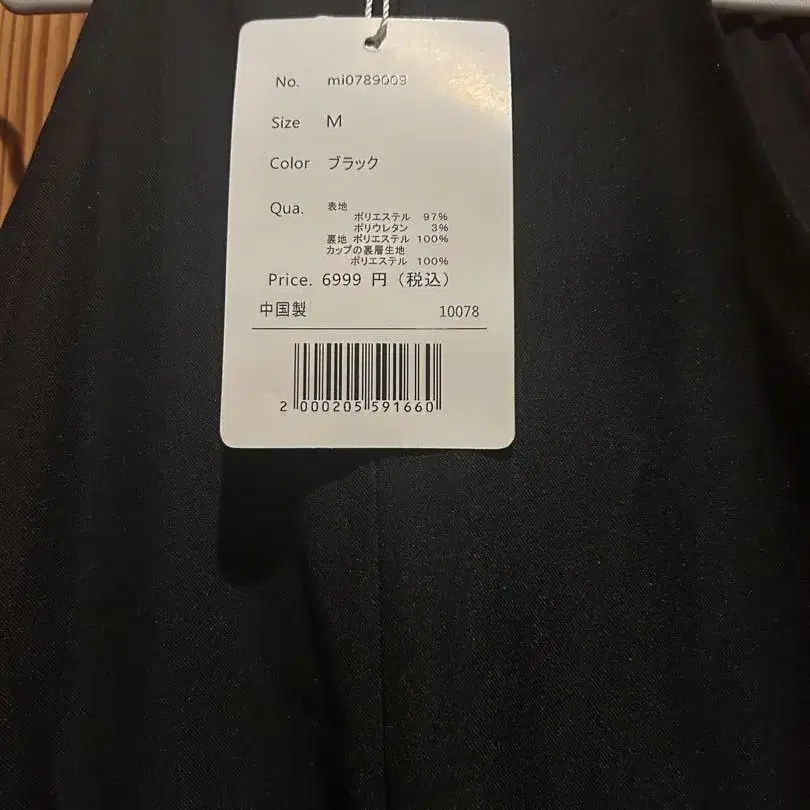 No. mi0789009
Size M
Color ブラック
Qua. 表地
ポリエステル 97%
ポリウレタン 3%
裏地 ポリエステル 100%
カップの裏層生地
ポリエステル 100%
Price. 6999 円（税込）
中国製 10078
2 000205 591660